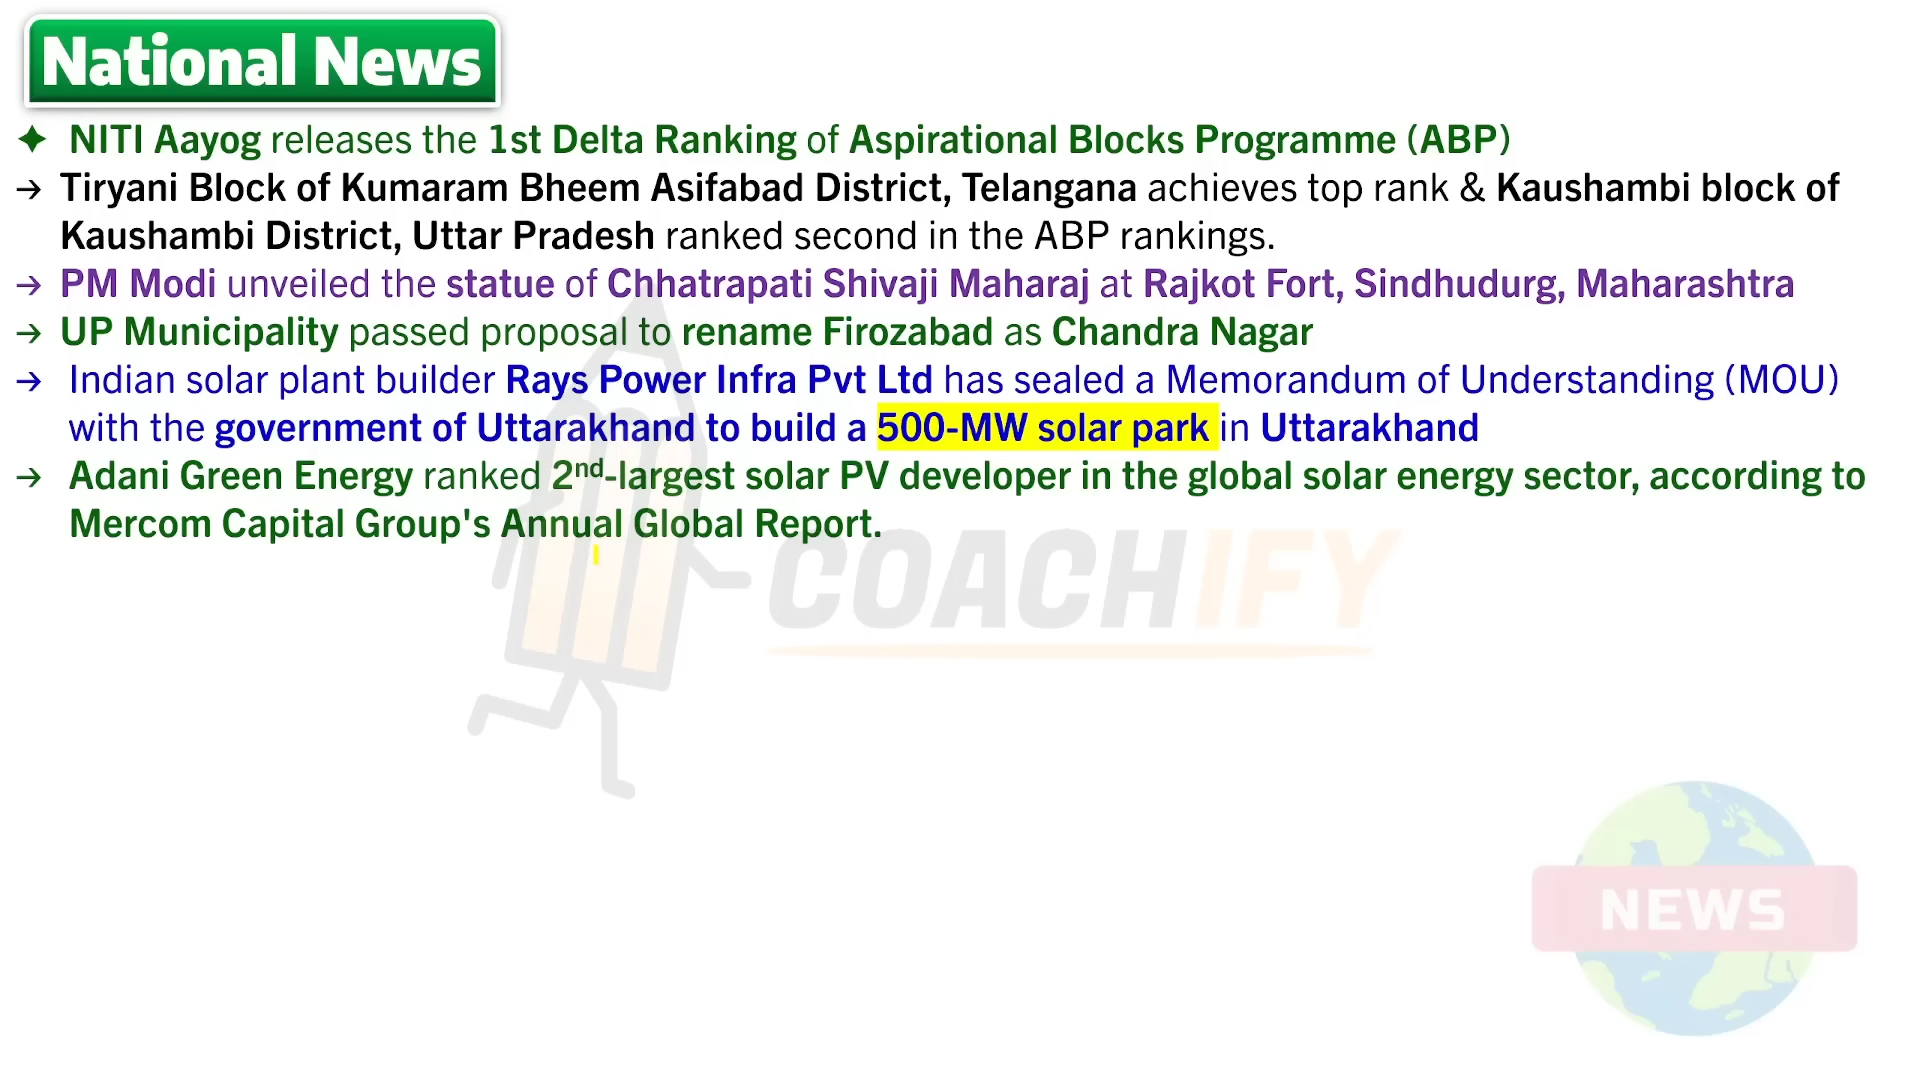 National News
✦ NITI Aayog releases the 1st Delta Ranking of Aspirational Blocks Programme (ABP)
→ Tiryani Block of Kumaram Bheem Asifabad District, Telangana achieves top rank & Kaushambi block of
Kaushambi District, Uttar Pradesh ranked second in the ABP rankings.
→ PM Modi unveiled the statue of Chhatrapati Shivaji Maharaj at Rajkot Fort, Sindhudurg, Maharashtra
→ UP Municipality passed proposal to rename Firozabad as Chandra Nagar
→ Indian solar plant builder Rays Power Infra Pvt Ltd has sealed a Memorandum of Understanding (MOU)
with the government of Uttarakhand to build a 500-MW solar park in Uttarakhand
→ Adani Green Energy ranked 2nd-largest solar PV developer in the global solar energy sector, according to
Mercom Capital Group's Annual Global Report.
COACHIFY
NEWS